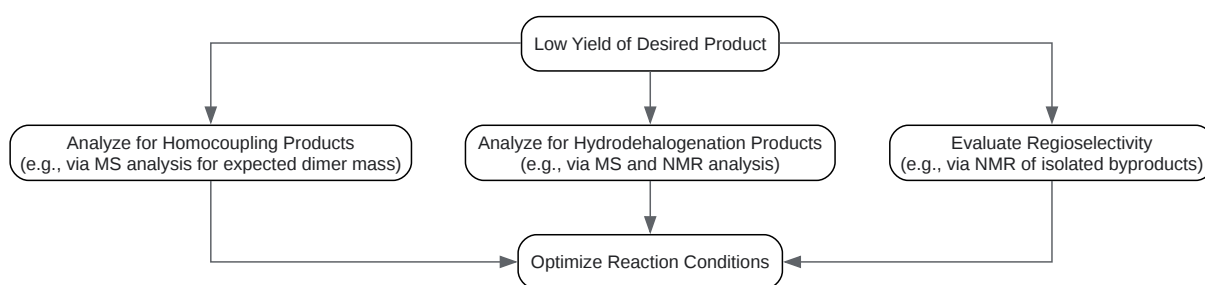 Low Yield of Desired Product
Analyze for Homocoupling Products
(e.g., via MS analysis for expected dimer mass)
Analyze for Hydrodehalogenation Products
(e.g., via MS and NMR analysis)
Evaluate Regioselectivity
(e.g., via NMR of isolated byproducts)
Optimize Reaction Conditions